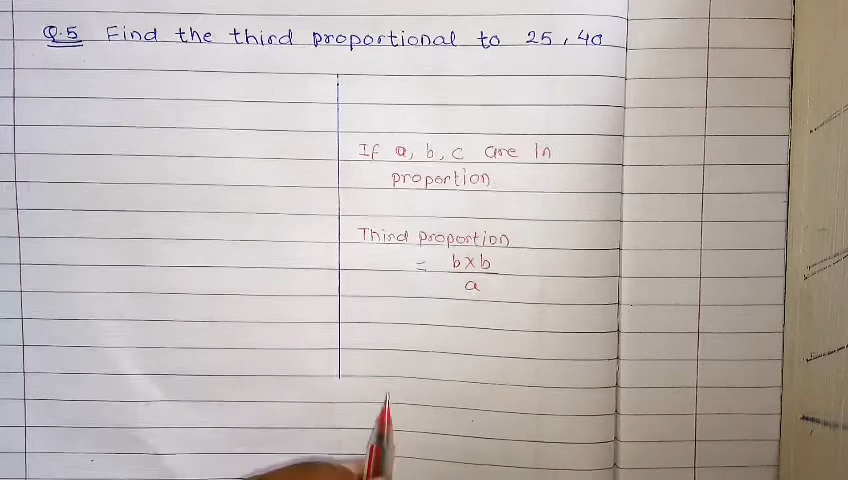 Q.5 Find the third proportional to 25, 40
If a, b, c are in
proportion
Third proportion
= b×b
a